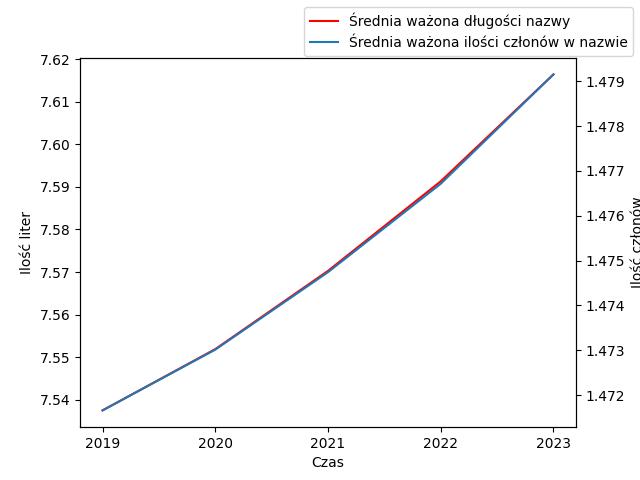 Średnia ważona długości nazwy
Średnia ważona ilości członów w nazwie
7.62
7.61
7.60
7.59
7.58
7.57
7.56
7.55
7.54
Ilość liter
1.479
1.478
1.477
1.476
1.475
1.474
1.473
1.472
Ilość członów
2019 2020 2021 2022 2023
Czas